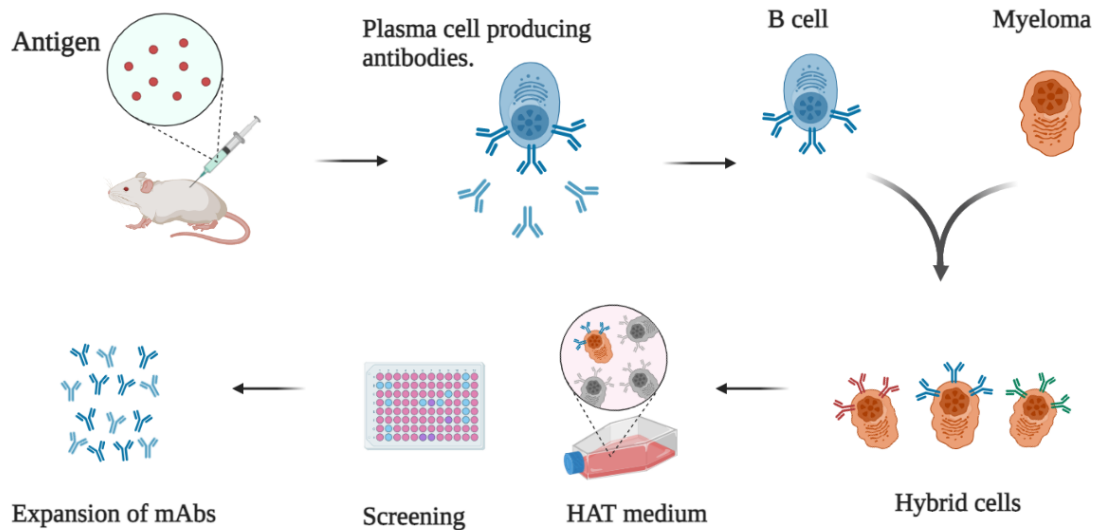 Antigen
Plasma cell producing
antibodies.
B cell
Myeloma
Hybrid cells
HAT medium
Screening
Expansion of mAbs